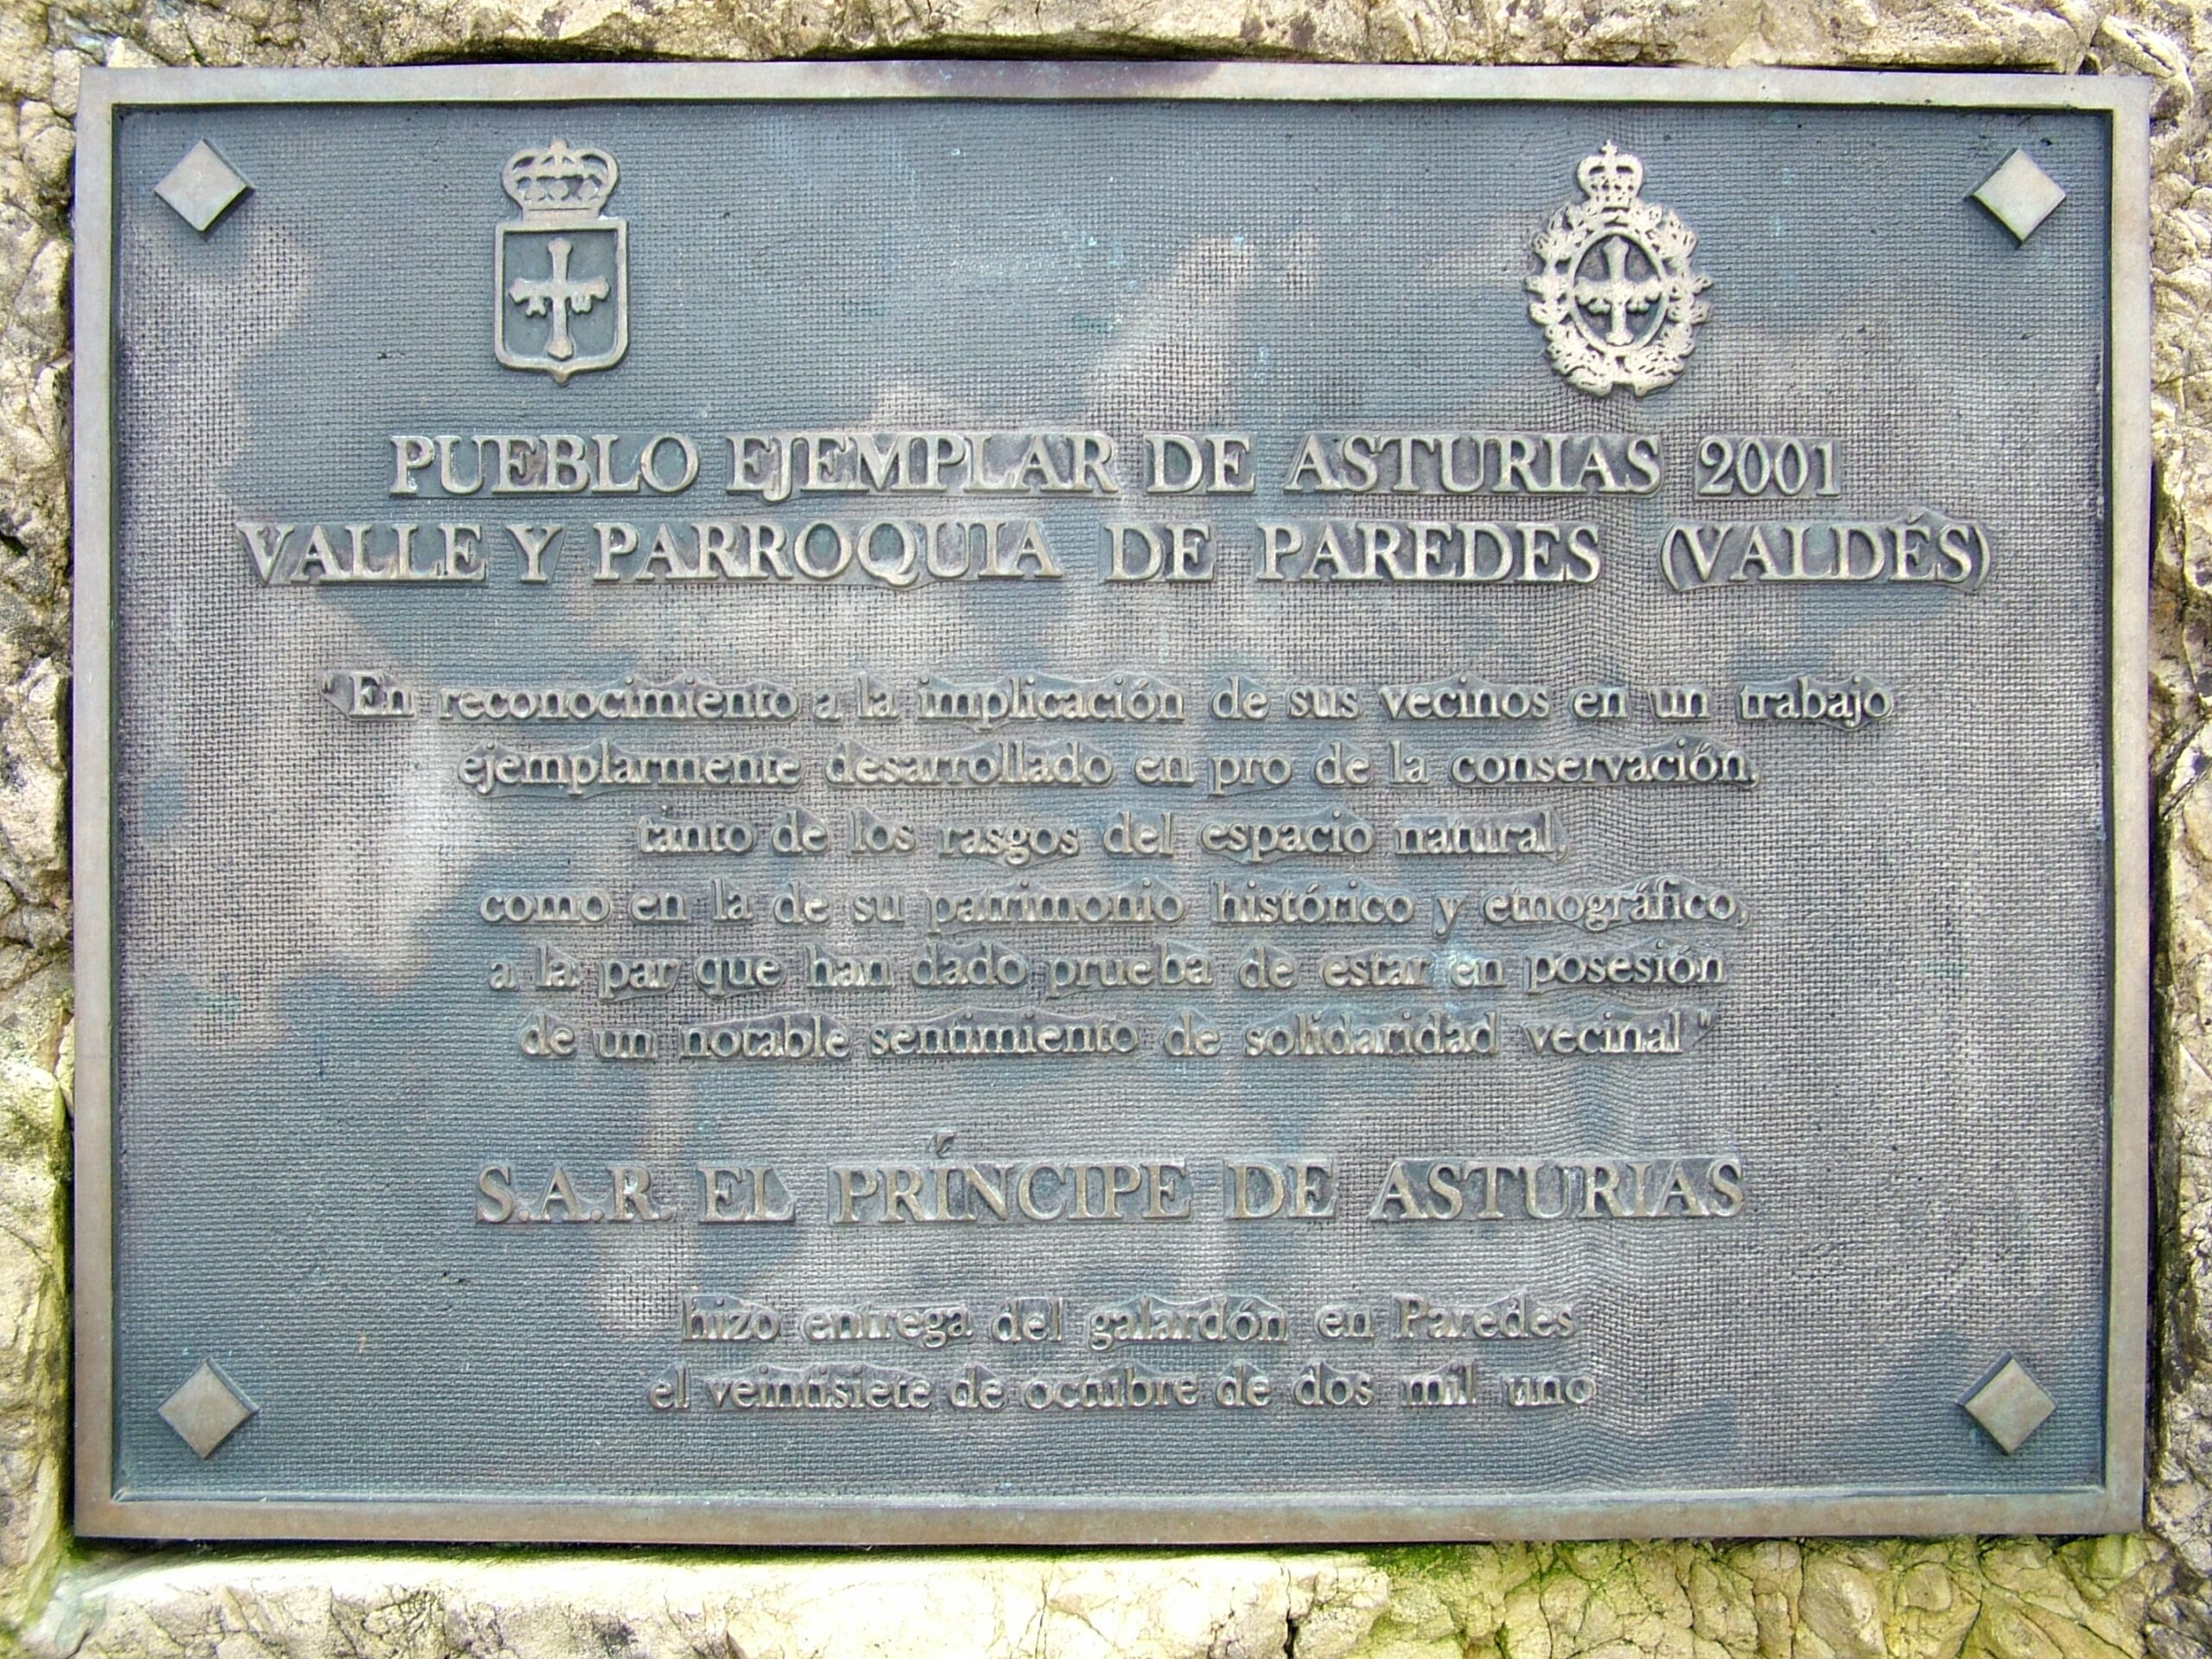 PUEBLO EJEMPLAR DE ASTURIAS 2001
VALLE Y PARROQUIA DE PAREDES (VALDÉS)
"En reconocimiento a la implicación de sus vecinos en un trabajo
ejemplarmente desarrollado en pro de la conservación,
tanto de los rasgos del espacio natural,
como en la de su patrimonio histórico y etnográfico,
a la par que han dado prueba de estar en posesión
de un notable sentimiento de solidaridad vecinal"
S.A.R. EL PRÍNCIPE DE ASTURIAS
hizo entrega del galardón en Paredes
el veintisiete de octubre de dos mil uno